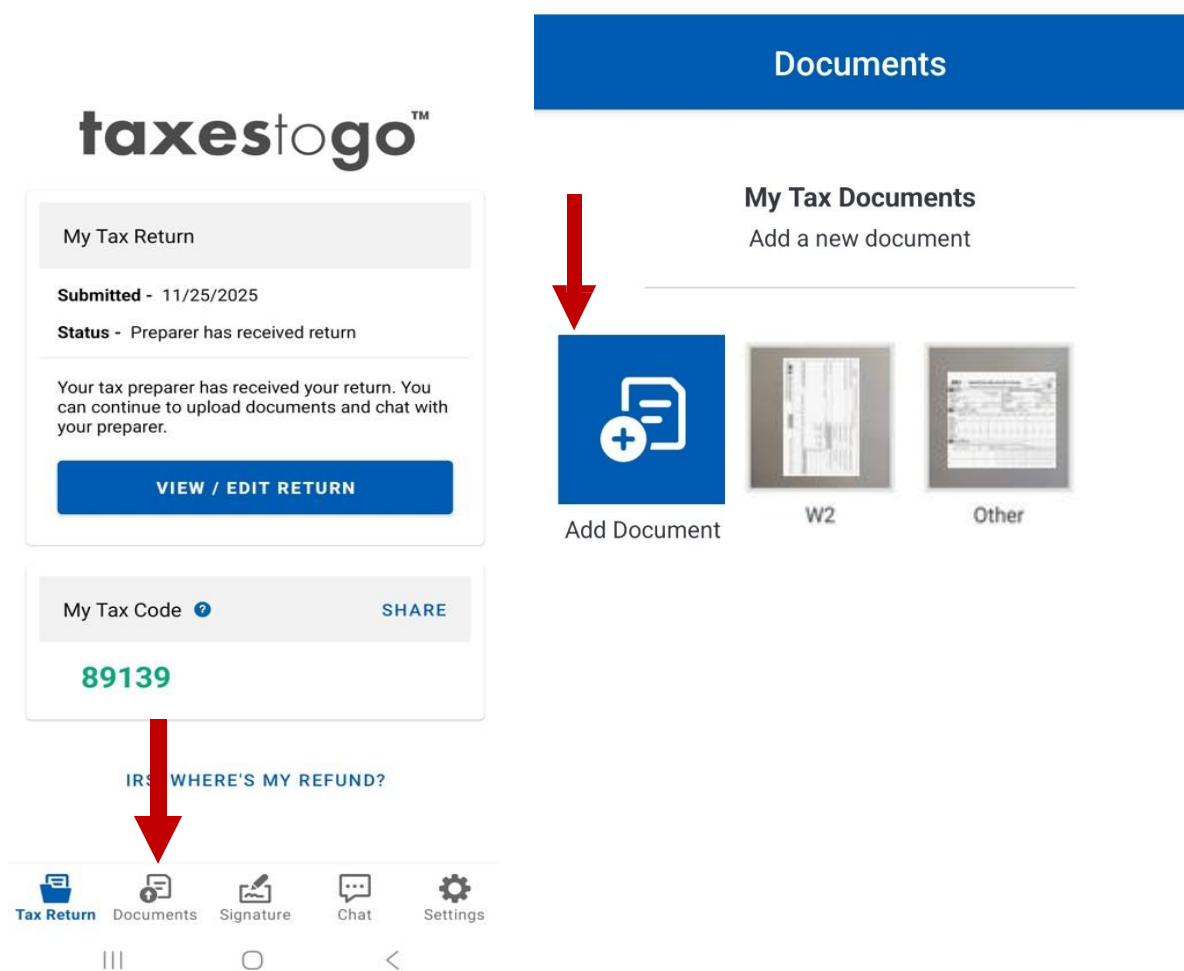 taxestogo™
My Tax Return
Submitted - 11/25/2025
Status - Preparer has received return
Your tax preparer has received your return. You
can continue to upload documents and chat with
your preparer.
VIEW / EDIT RETURN
My Tax Code ?
SHARE
89139
WHERE'S MY REFUND?
Tax Return
Documents
Signature
Chat
Settings
Documents
My Tax Documents
Add a new document
Add Document
W2
Other